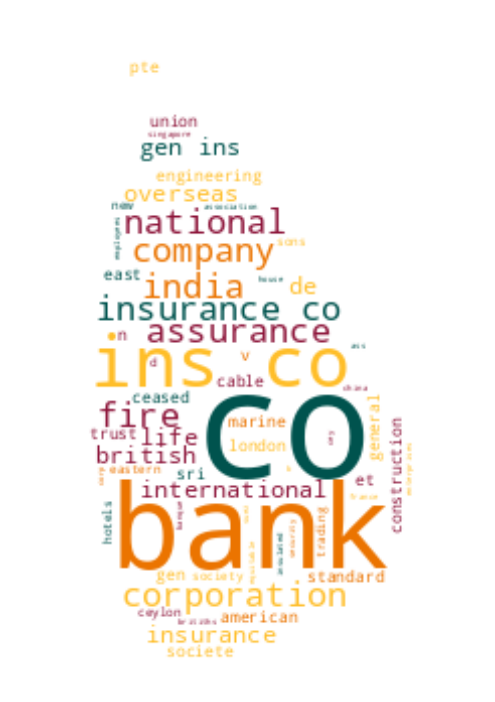 pte
union
singapore
gen ins
engineering
overseas
new association
employees
national
sons
company
east house
india de
insurance co
n assurance
ins co
v
d
cable
china
ceased
fire
marine
general
co
trust life
london
construction
british
eastern
sri
et
international
france
bank
hotels
trading
gen society
standard
corporation
ceylon
american
insurance
societe